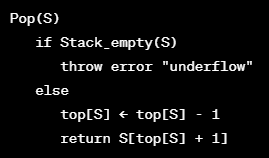 Pop(S)
if Stack_empty(S)
throw error "underflow"
else
top[S] ← top[S] - 1
return S[top[S] + 1]